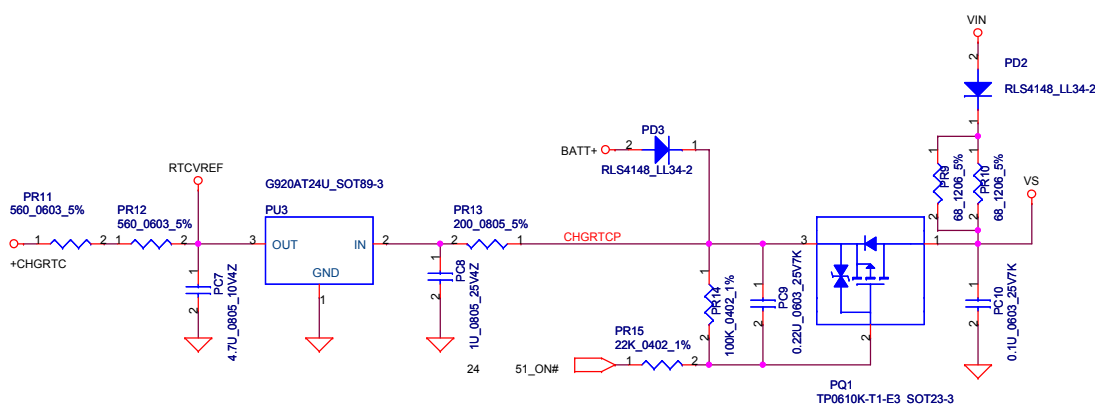 VIN
2
PD2
RLS4148_LL34-2
1
PD3
BATT+
2
1
RLS4148_LL34-2
1
1
PR9
68_1206_5%
PR10
68_1206_5%
2
2
VS
RTCVREF
G920AT24U_SOT89-3
PU3
PR11
560_0603_5%
PR12
560_0603_5%
PR13
200_0805_5%
1
2
1
2
3
OUT
IN
2
2
1
CHGRTCP
3
1
+CHGRTC
GND
1
1
PC7
4.7U_0805_10V4Z
2
1
PC8
1U_0805_25V4Z
2
1
PR14
100K_0402_1%
2
1
PC9
0.22U_0603_25V7K
2
1
PC10
0.1U_0603_25V7K
2
2
PR15
22K_0402_1%
24
51_ON#
1
2
PQ1
TP0610K-T1-E3_SOT23-3